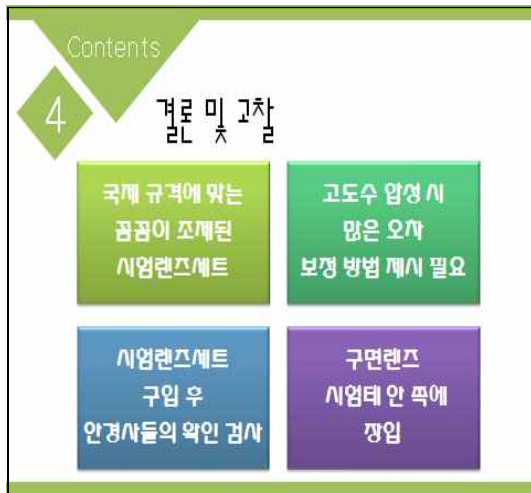 Contents
4
결론 및 고찰
국제 규격에 맞는
꼼꼼이 조제된
시험렌즈세트
고도수 합성 시
많은 오차
보정 방법 제시 필요
시험렌즈세트
구입 후
안경사들의 확인 검사
구면렌즈
시험테 안 쪽에
장입